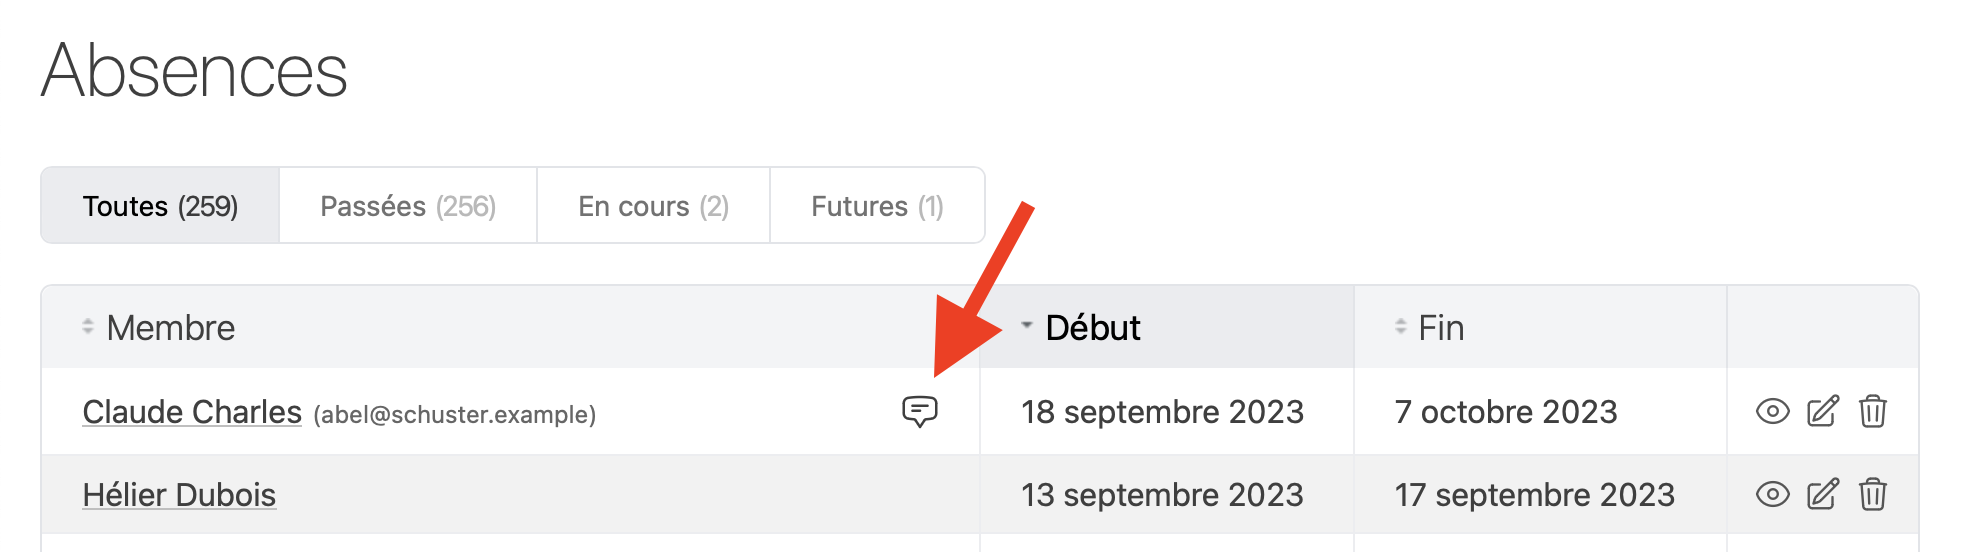 Absences
Toutes (259) Passées (256) En cours (2) Futures (1)
Membre Début Fin
Claude Charles (abel@schuster.example) 18 septembre 2023 7 octobre 2023
Hélier Dubois 13 septembre 2023 17 septembre 2023